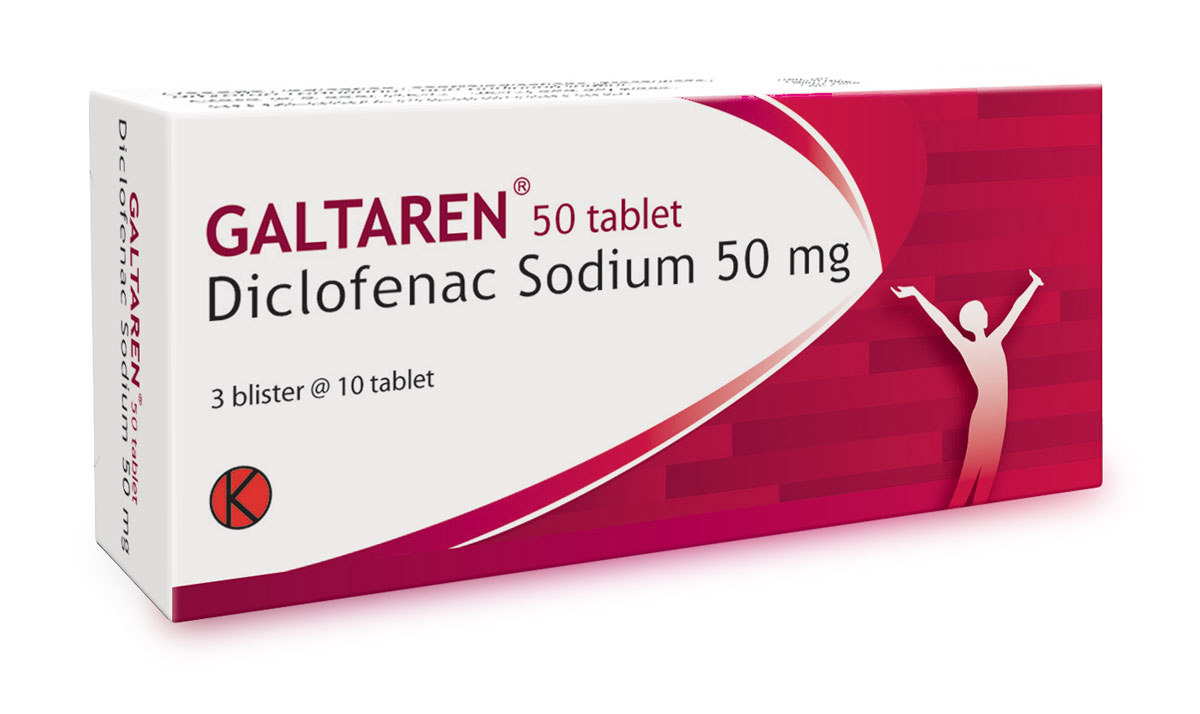 GALTAREN® 50 tablet
Diclofenac Sodium 50 mg
3 blister @ 10 tablet
K
GALTAREN® 50 tablet
Diclofenac Sodium 50 mg